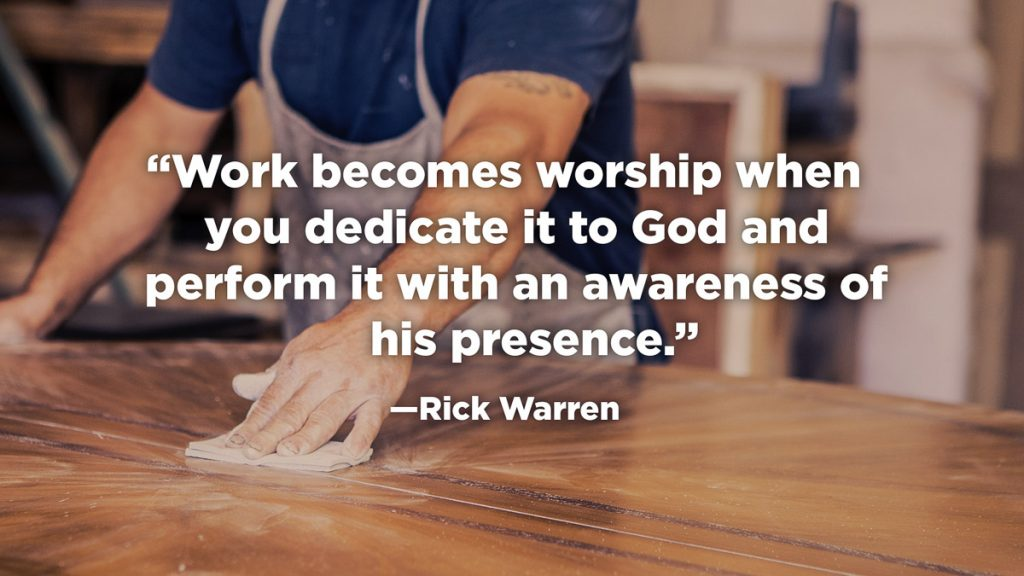 “Work becomes worship when
you dedicate it to God and
perform it with an awareness of
his presence.”
—Rick Warren